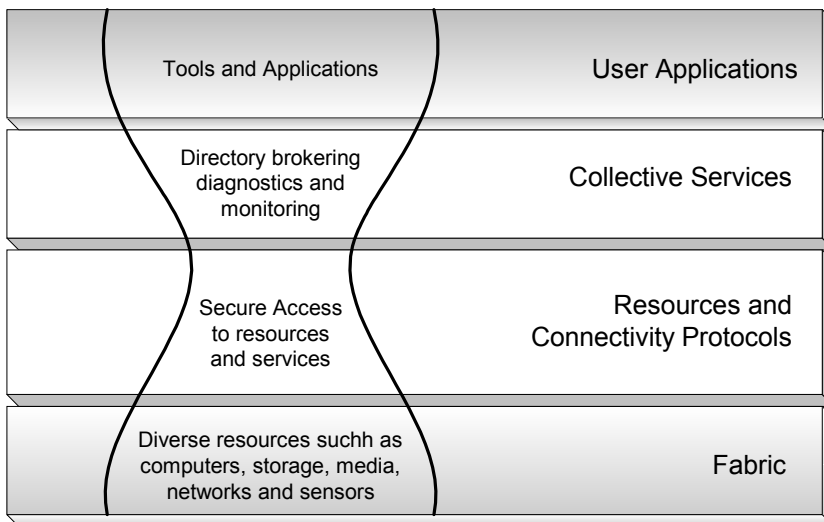 Tools and Applications
User Applications
Directory brokering
diagnostics and
monitoring
Collective Services
Secure Access
to resources
and services
Resources and
Connectivity Protocols
Diverse resources suchh as
computers, storage, media,
networks and sensors
Fabric